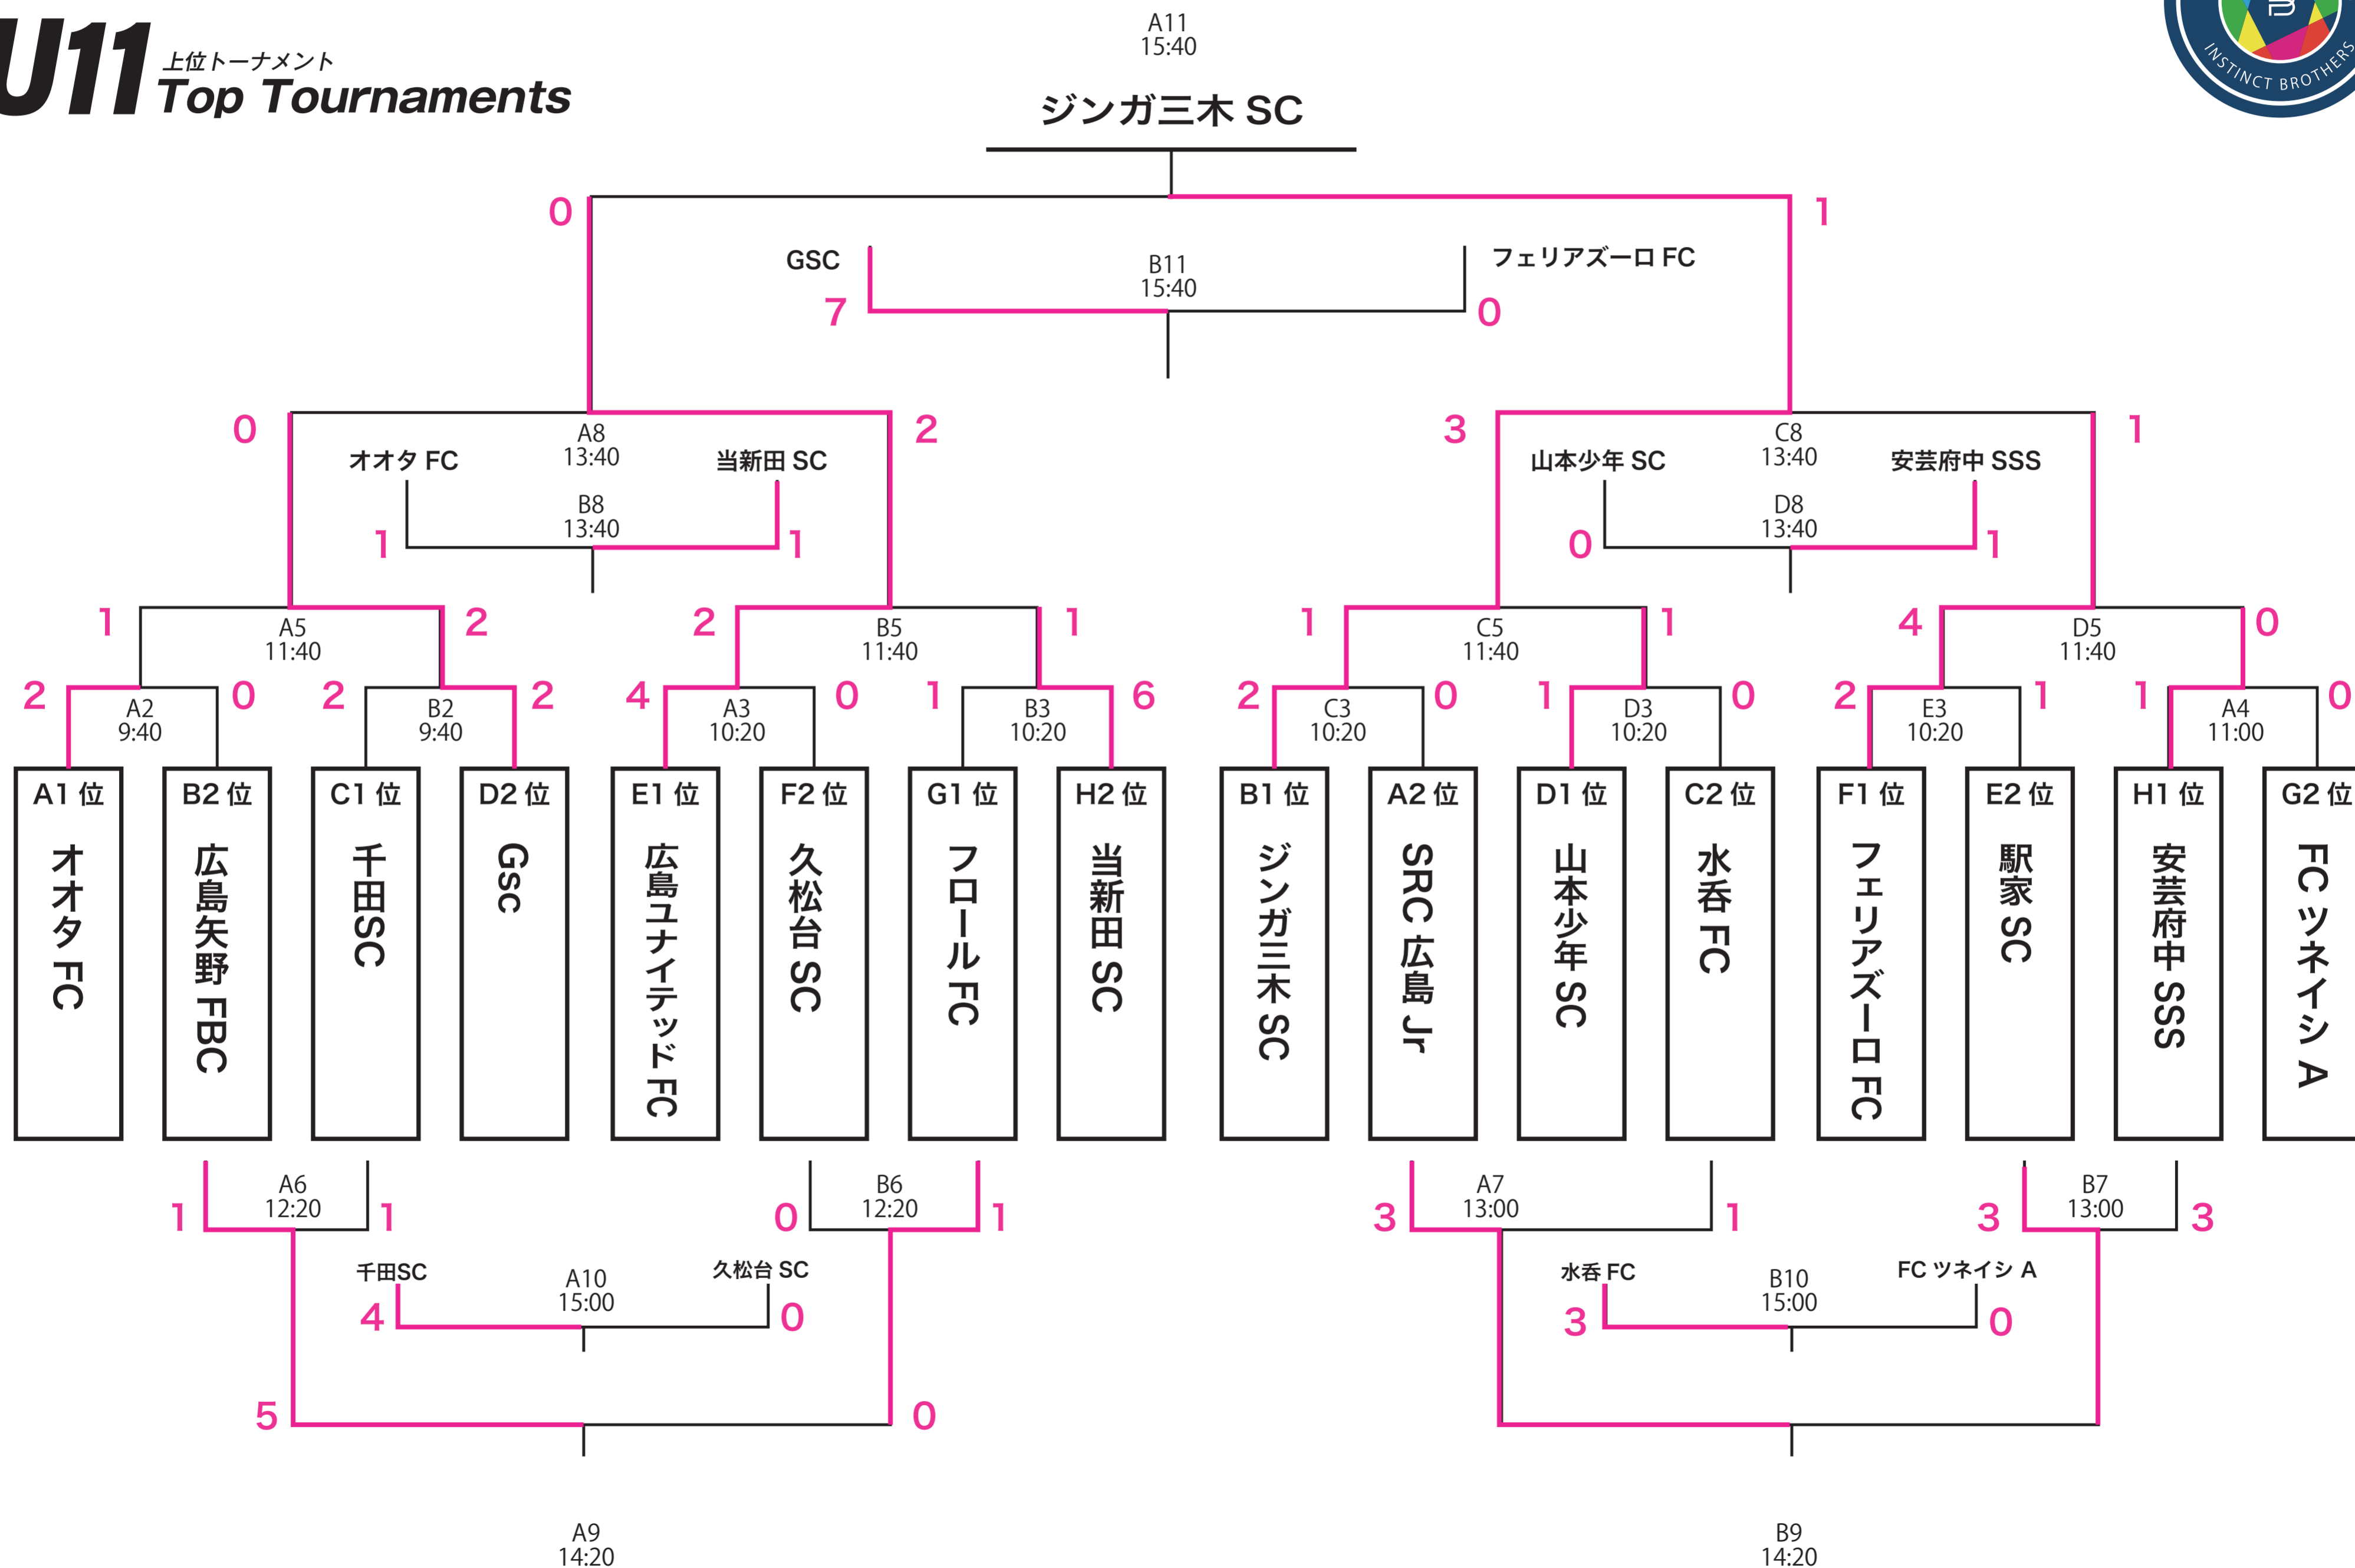 U11
上位トーナメント
Top Tournaments
INSTINCT BROTHERS
A11
15:40
ジンガ三木 SC
0
1
GSC
B11
15:40
フェリアズーロ FC
7
0
0
A8
13:40
2
3
C8
13:40
1
オオタ FC
当新田 SC
山本少年 SC
安芸府中 SSS
1
B8
13:40
1
0
D8
13:40
1
1
A5
11:40
2
2
B5
11:40
1
1
C5
11:40
1
4
D5
11:40
0
2
A2
9:40
0
2
B2
9:40
2
4
A3
10:20
0
1
B3
10:20
6
2
C3
10:20
0
1
D3
10:20
0
2
E3
10:20
1
1
A4
11:00
0
A1 位
オオタ FC
B2 位
広島矢野 FBC
C1 位
千田SC
D2 位
Gsc
E1 位
広島ユナイテッド FC
F2 位
久松台 SC
G1 位
フロール FC
H2 位
当新田 SC
B1 位
ジンガ三木 SC
A2 位
SRC 広島 Jr
D1 位
山本少年 SC
C2 位
水呑 FC
F1 位
フェリアズーロ FC
E2 位
駅家 SC
H1 位
安芸府中 SSS
G2 位
FC ツネイシ A
1
A6
12:20
1
0
B6
12:20
1
3
A7
13:00
1
3
B7
13:00
3
千田SC
A10
15:00
久松台 SC
4
0
水呑 FC
B10
15:00
FC ツネイシ A
3
0
5
0
A9
14:20
B9
14:20